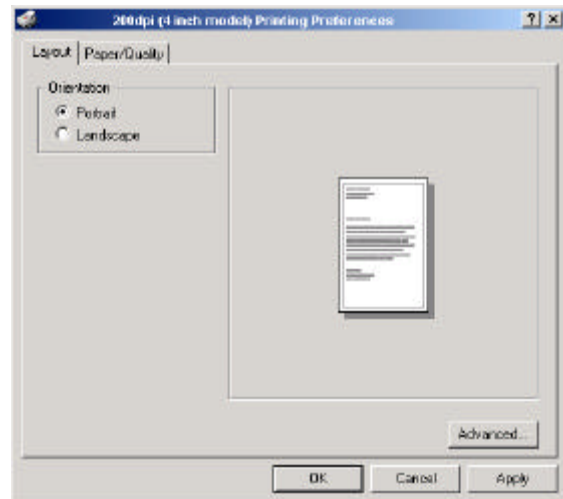 200dpi (4 inch model) Printing Preferences
Layout
Paper/Quality
Orientation
Portrait
Landscape
Advanced...
OK
Cancel
Apply